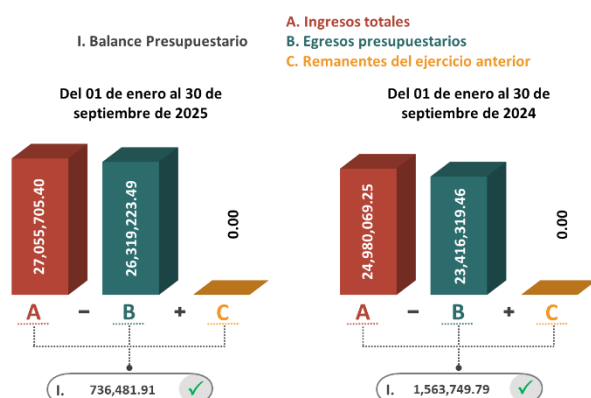 I. Balance Presupuestario
A. Ingresos totales
B. Egresos presupuestarios
C. Remanentes del ejercicio anterior
Del 01 de enero al 30 de
septiembre de 2025
27,055,705.40
26,319,223.49
0.00
A - B + C
I. 736,481.91
Del 01 de enero al 30 de
septiembre de 2024
24,980,069.25
23,416,319.46
0.00
A - B + C
I. 1,563,749.79